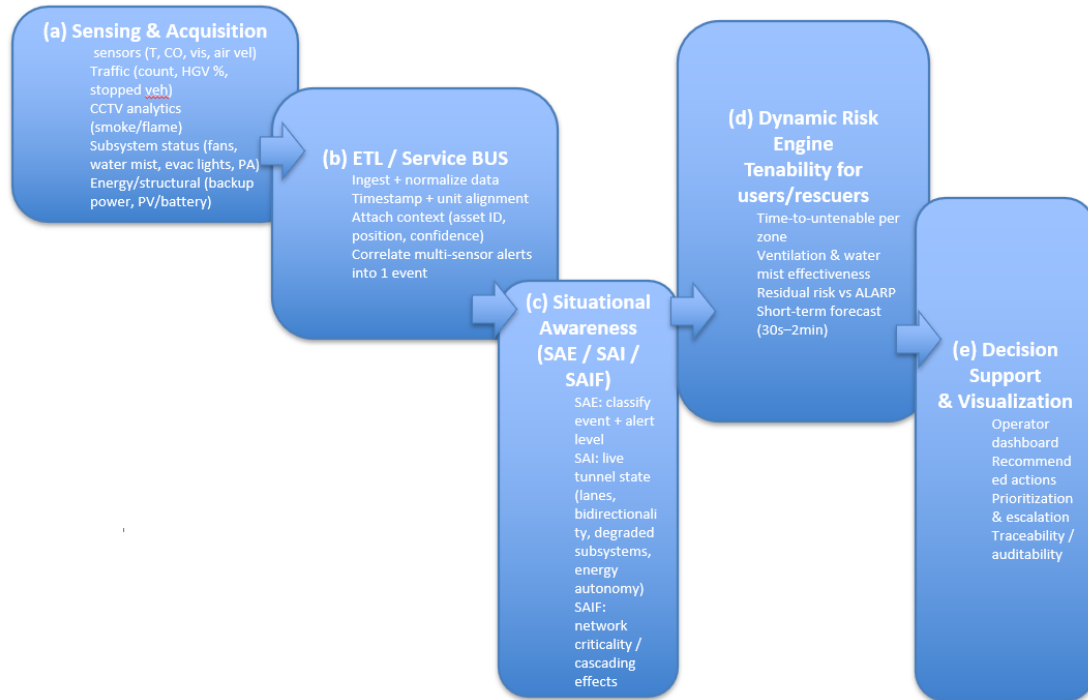 (a) Sensing & Acquisition
sensors (T, CO, vis, air vel)
Traffic (count, HGV %,
stopped veh)
CCTV analytics
(smoke/flame)
Subsystem status (fans,
water mist, evac lights, PA)
Energy/structural (backup
power, PV/battery)
(b) ETL / Service BUS
Ingest + normalize data
Timestamp + unit alignment
Attach context (asset ID,
position, confidence)
Correlate multi-sensor alerts
into 1 event
(c) Situational
Awareness
(SAE / SAI /
SAIF)
SAE: classify
event + alert
level
SAI: live
tunnel state
(lanes,
bidirectionali
ty, degraded
subsystems,
energy
autonomy)
SAIF:
network
criticality /
cascading
effects
(d) Dynamic Risk
Engine
Tenability for
users/rescuers
Time-to-untenable per
zone
Ventilation & water
mist effectiveness
Residual risk vs ALARP
Short-term forecast
(30s–2min)
(e) Decision
Support
& Visualization
Operator
dashboard
Recommend
ed actions
Prioritization
& escalation
Traceability /
auditability